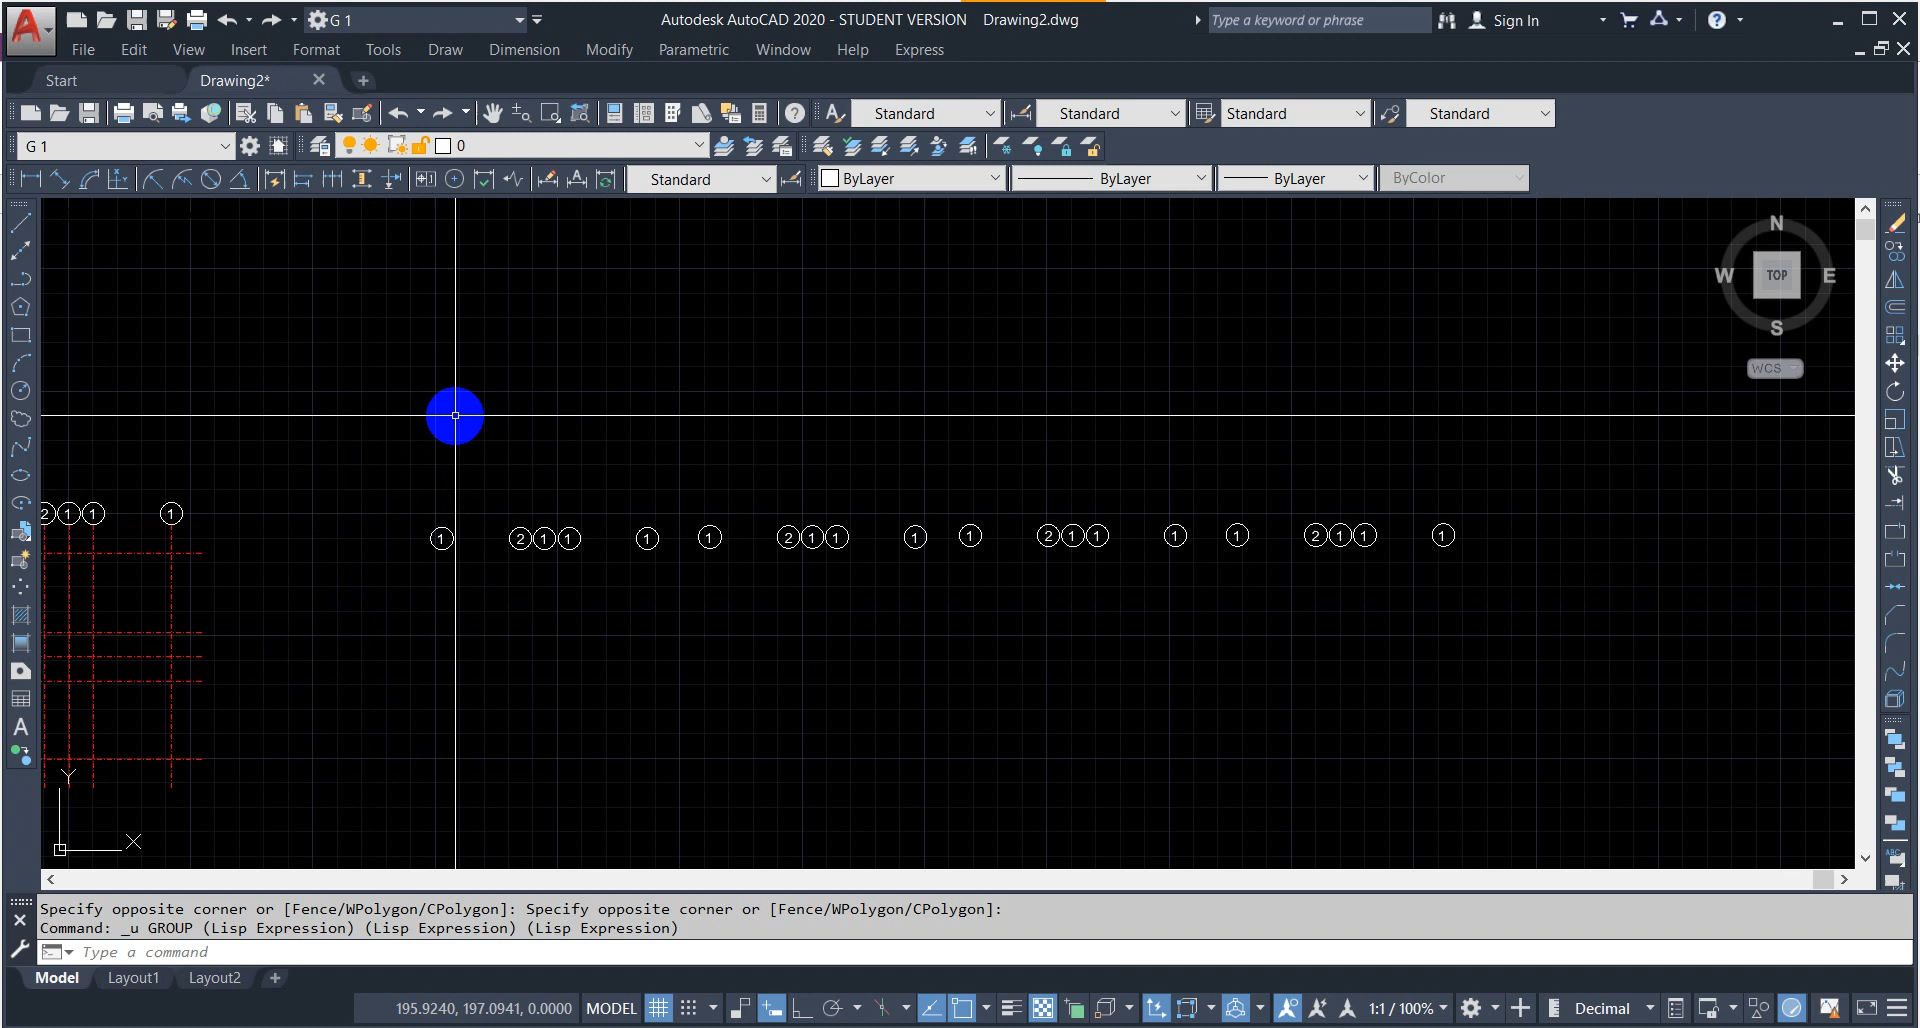 G 1
Autodesk AutoCAD 2020 - STUDENT VERSION Drawing2.dwg
Type a keyword or phrase
Sign In
File Edit View Insert Format Tools Draw Dimension Modify Parametric Window Help Express
Start
Drawing2*
Standard Standard Standard Standard
G 1
0
Standard
ByLayer ByLayer ByLayer ByColor
N
W TOP E
S
WCS
2 1 1 1
1 2 1 1 1 1 2 1 1 1 1 2 1 1 1 1 2 1 1 1
Y
X
Specify opposite corner or [Fence/WPolygon/CPolygon]: Specify opposite corner or [Fence/WPolygon/CPolygon]:
Command: _u GROUP (Lisp Expression) (Lisp Expression) (Lisp Expression)
Type a command
Model Layout1 Layout2
195.9240, 197.0941, 0.0000 MODEL 1:1 / 100% Decimal